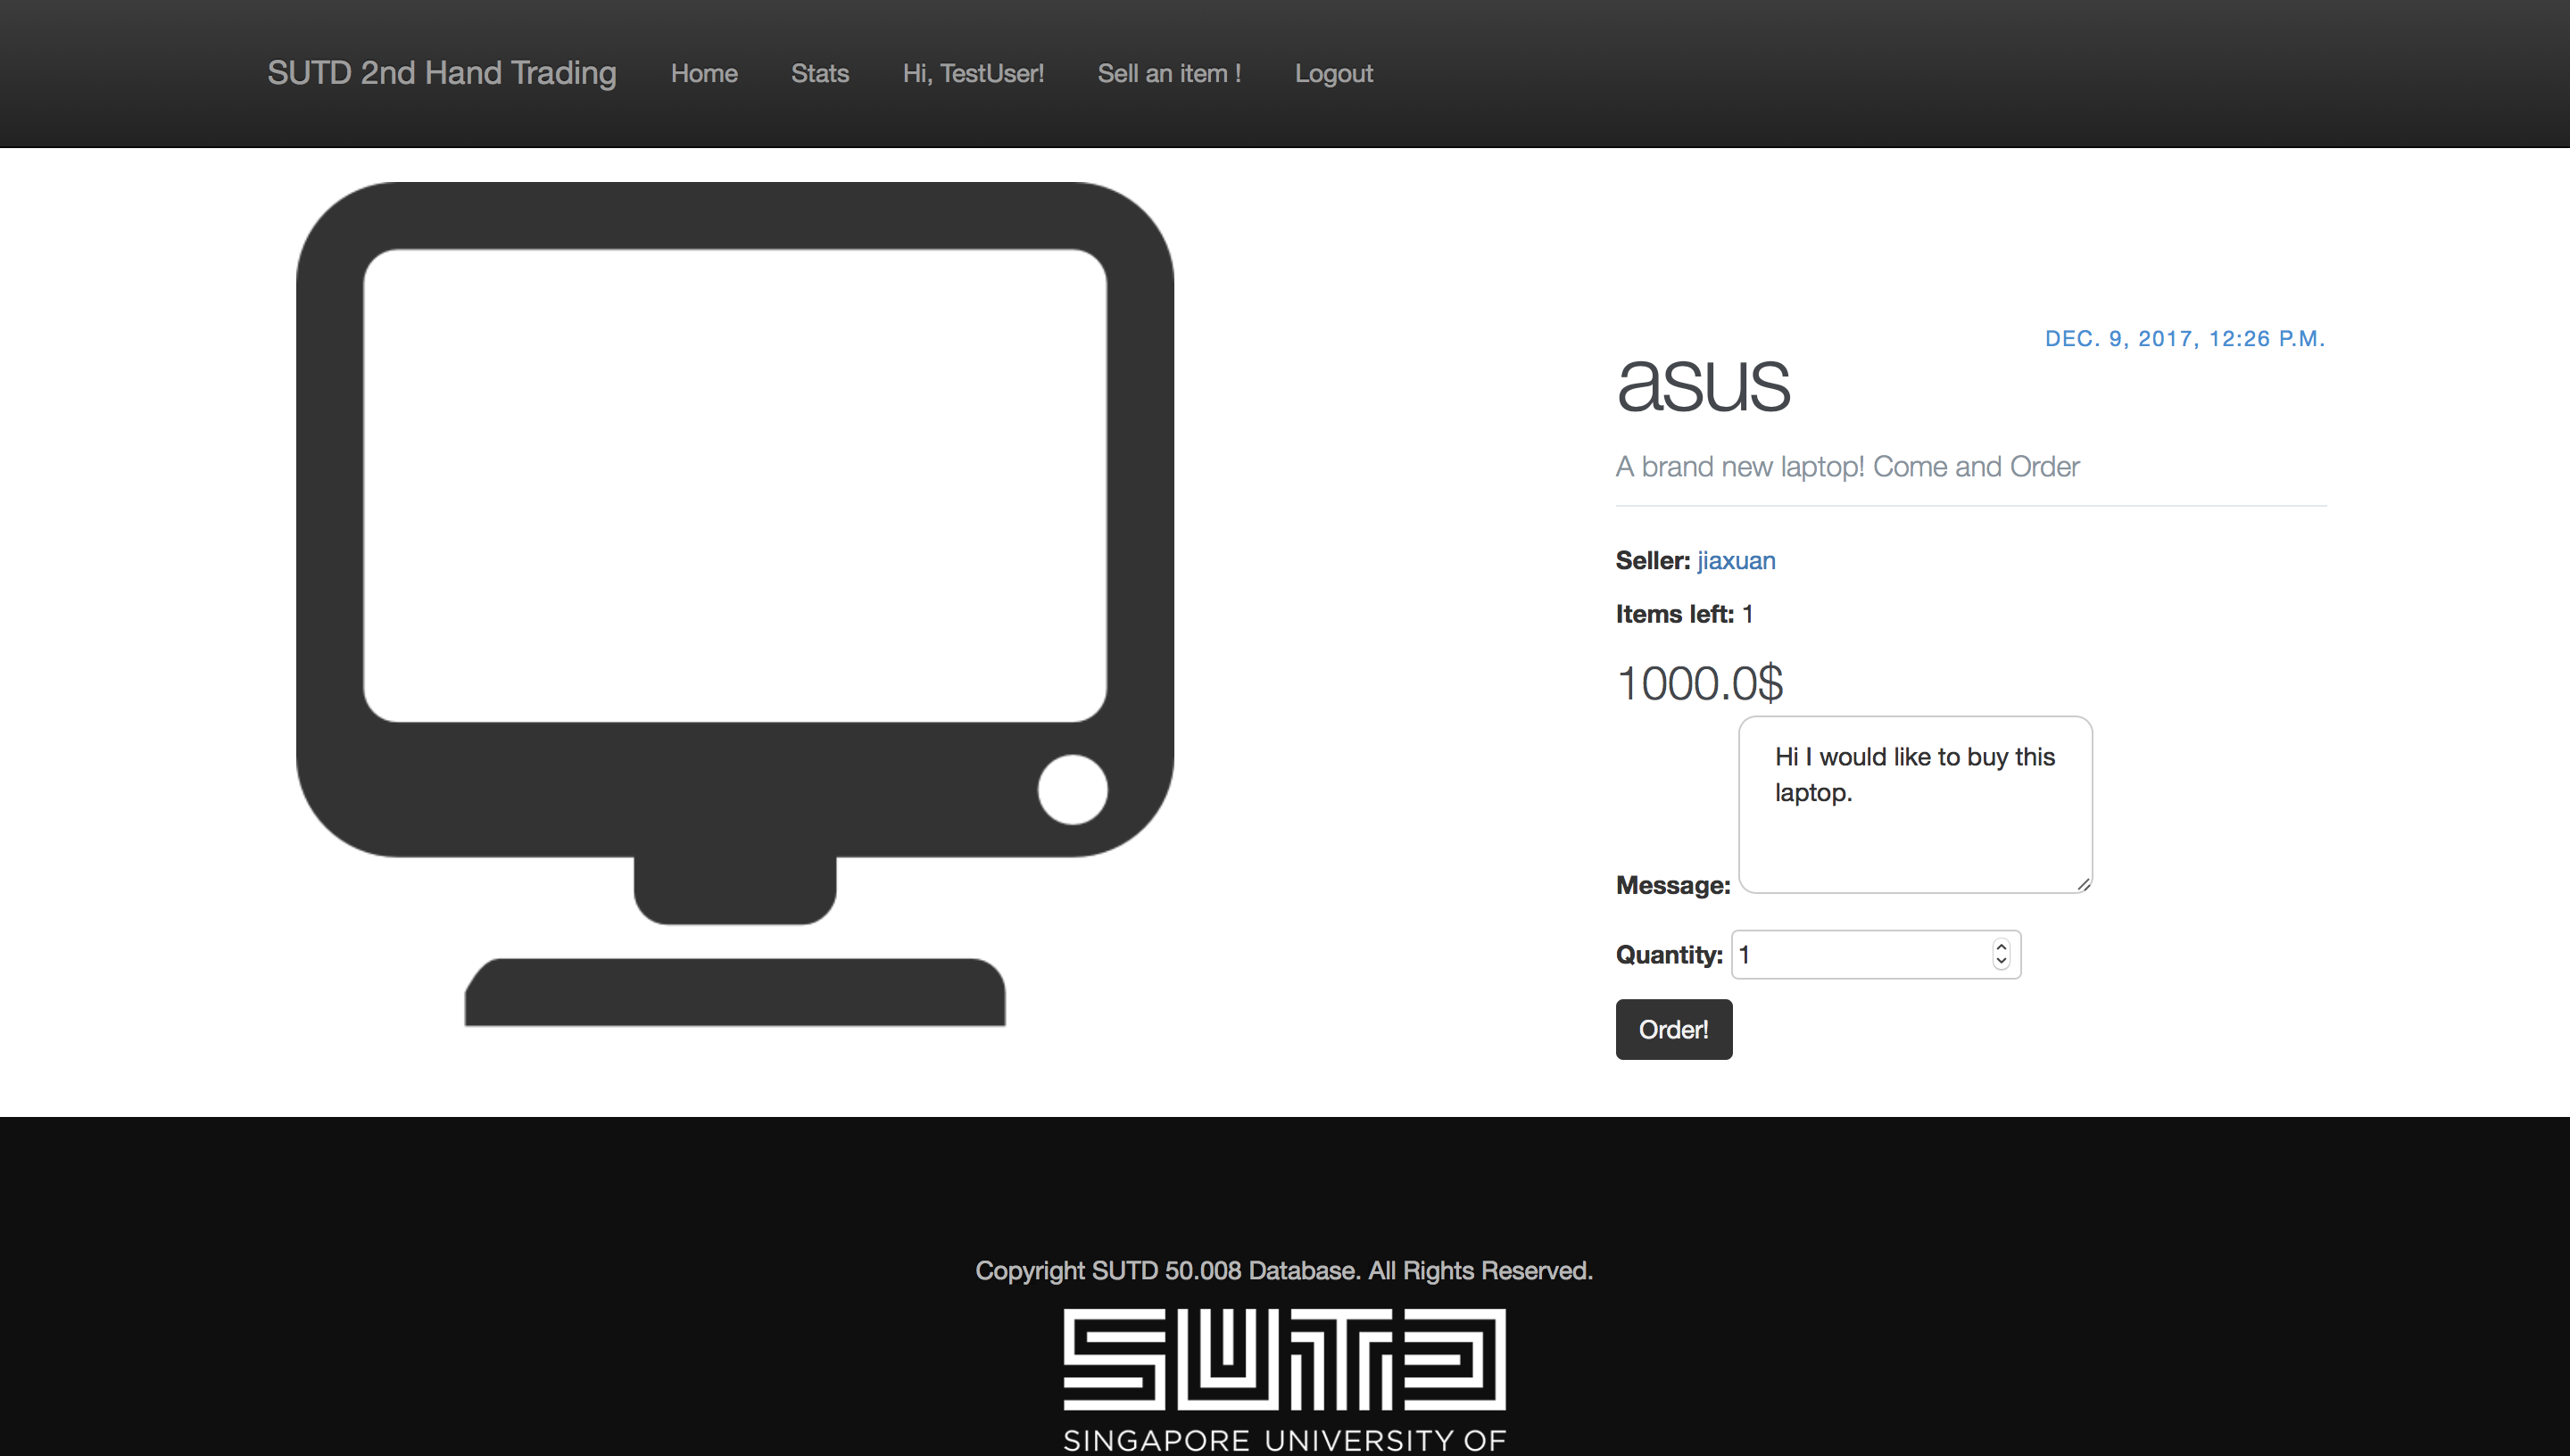 SUTD 2nd Hand Trading Home Stats Hi, TestUser! Sell an item ! Logout
DEC. 9, 2017, 12:26 P.M.
asus
A brand new laptop! Come and Order
Seller: jiaxuan
Items left: 1
1000.0$
Hi I would like to buy this
laptop.
Message:
Quantity: 1
Order!
Copyright SUTD 50.008 Database. All Rights Reserved.
SUTD
SINGAPORE UNIVERSITY OF